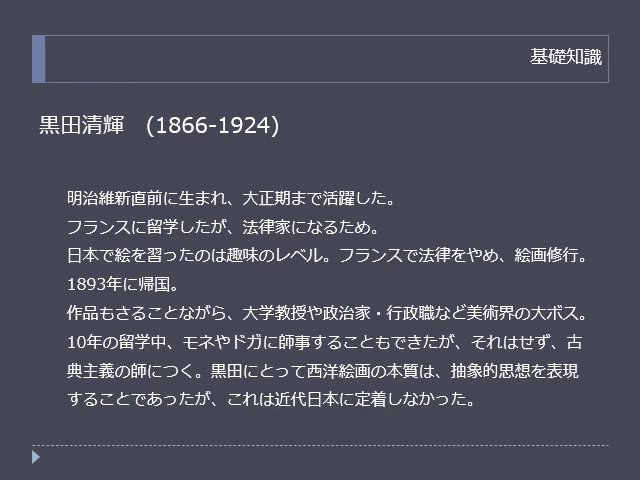 基礎知識
黒田清輝　(1866-1924)
明治維新直前に生まれ、大正期まで活躍した。
フランスに留学したが、法律家になるため。
日本で絵を習ったのは趣味のレベル。フランスで法律をやめ、絵画修行。
1893年に帰国。
作品もさることながら、大学教授や政治家・行政職など美術界の大ボス。
10年の留学中、モネやドガに師事することもできたが、それはせず、古
典主義の師につく。黒田にとって西洋絵画の本質は、抽象的思想を表現
することであったが、これは近代日本に定着しなかった。